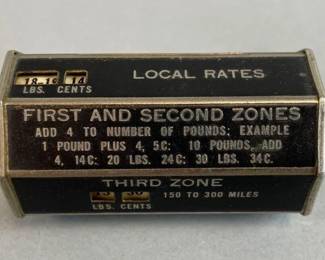 18-19 14
LBS. CENTS
LOCAL RATES
FIRST AND SECOND ZONES
ADD 4 TO NUMBER OF POUNDS; EXAMPLE
1 POUND PLUS 4, 5C: 10 POUNDS, ADD
4, 14C: 20 LBS. 24C: 30 LBS. 34C.
THIRD ZONE
LBS. CENTS
150 TO 300 MILES